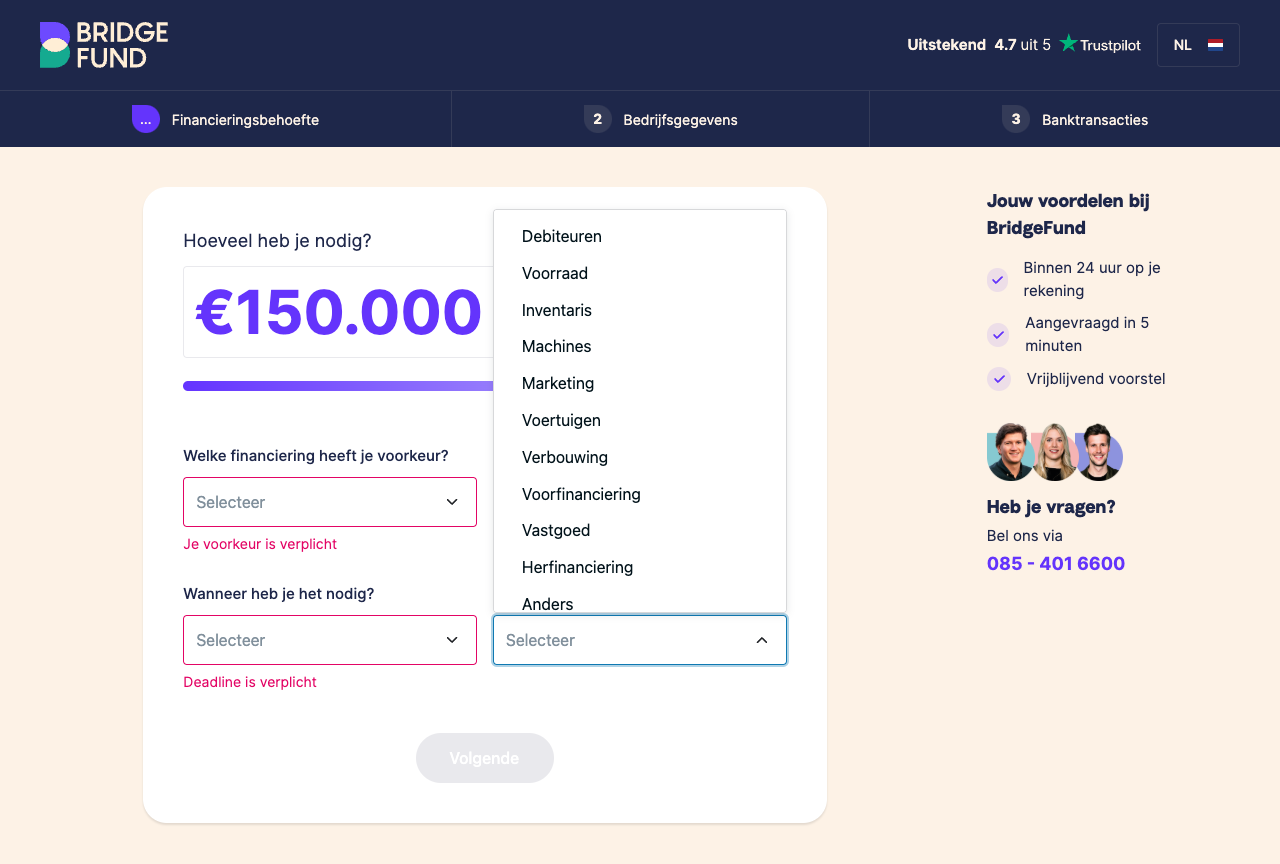 BRIDGE
FUND
Uitstekend 4.7 uit 5 Trustpilot
NL
... Financieringsbehoefte
2 Bedrijfsgegevens
3 Banktransacties
Hoeveel heb je nodig?
€150.000
Welke financiering heeft je voorkeur?
Selecteer
Je voorkeur is verplicht
Wanneer heb je het nodig?
Selecteer
Deadline is verplicht
Debiteuren
Voorraad
Inventaris
Machines
Marketing
Voertuigen
Verbouwing
Voorfinanciering
Vastgoed
Herfinanciering
Anders
Selecteer
Volgende
Jouw voordelen bij
BridgeFund
Binnen 24 uur op je
rekening
Aangevraagd in 5
minuten
Vrijblijvend voorstel
Heb je vragen?
Bel ons via
085 - 401 6600